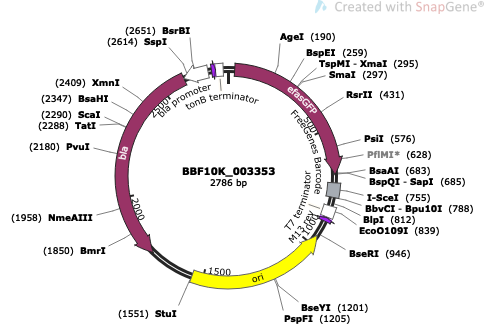 Created with SnapGene®
(2651) BsrBI
(2614) SspI
(2409) XmnI
(2347) BsaHI
(2290) ScaI
(2288) TatI
(2180) PvuI
(1958) NmeAIII
(1850) BmrI
(1551) StuI
AgeI (190)
BspEI (259)
TspMI - XmaI (295)
SmaI (297)
RsrII (431)
PsiI (576)
PflMI* (628)
BsaAI (683)
BspQI - SapI (685)
I-SceI (755)
BbvCI - Bpu10I (788)
BlpI (812)
EcoO109I (839)
BseRI (946)
BseYI (1201)
PspFI (1205)
bla promoter
tonB terminator
efasGFP
FreeGenes Barcode
T7 terminator
M13 rev
bla
ori
500
1000
1500
2000
2500
BBF10K_003353
2786 bp